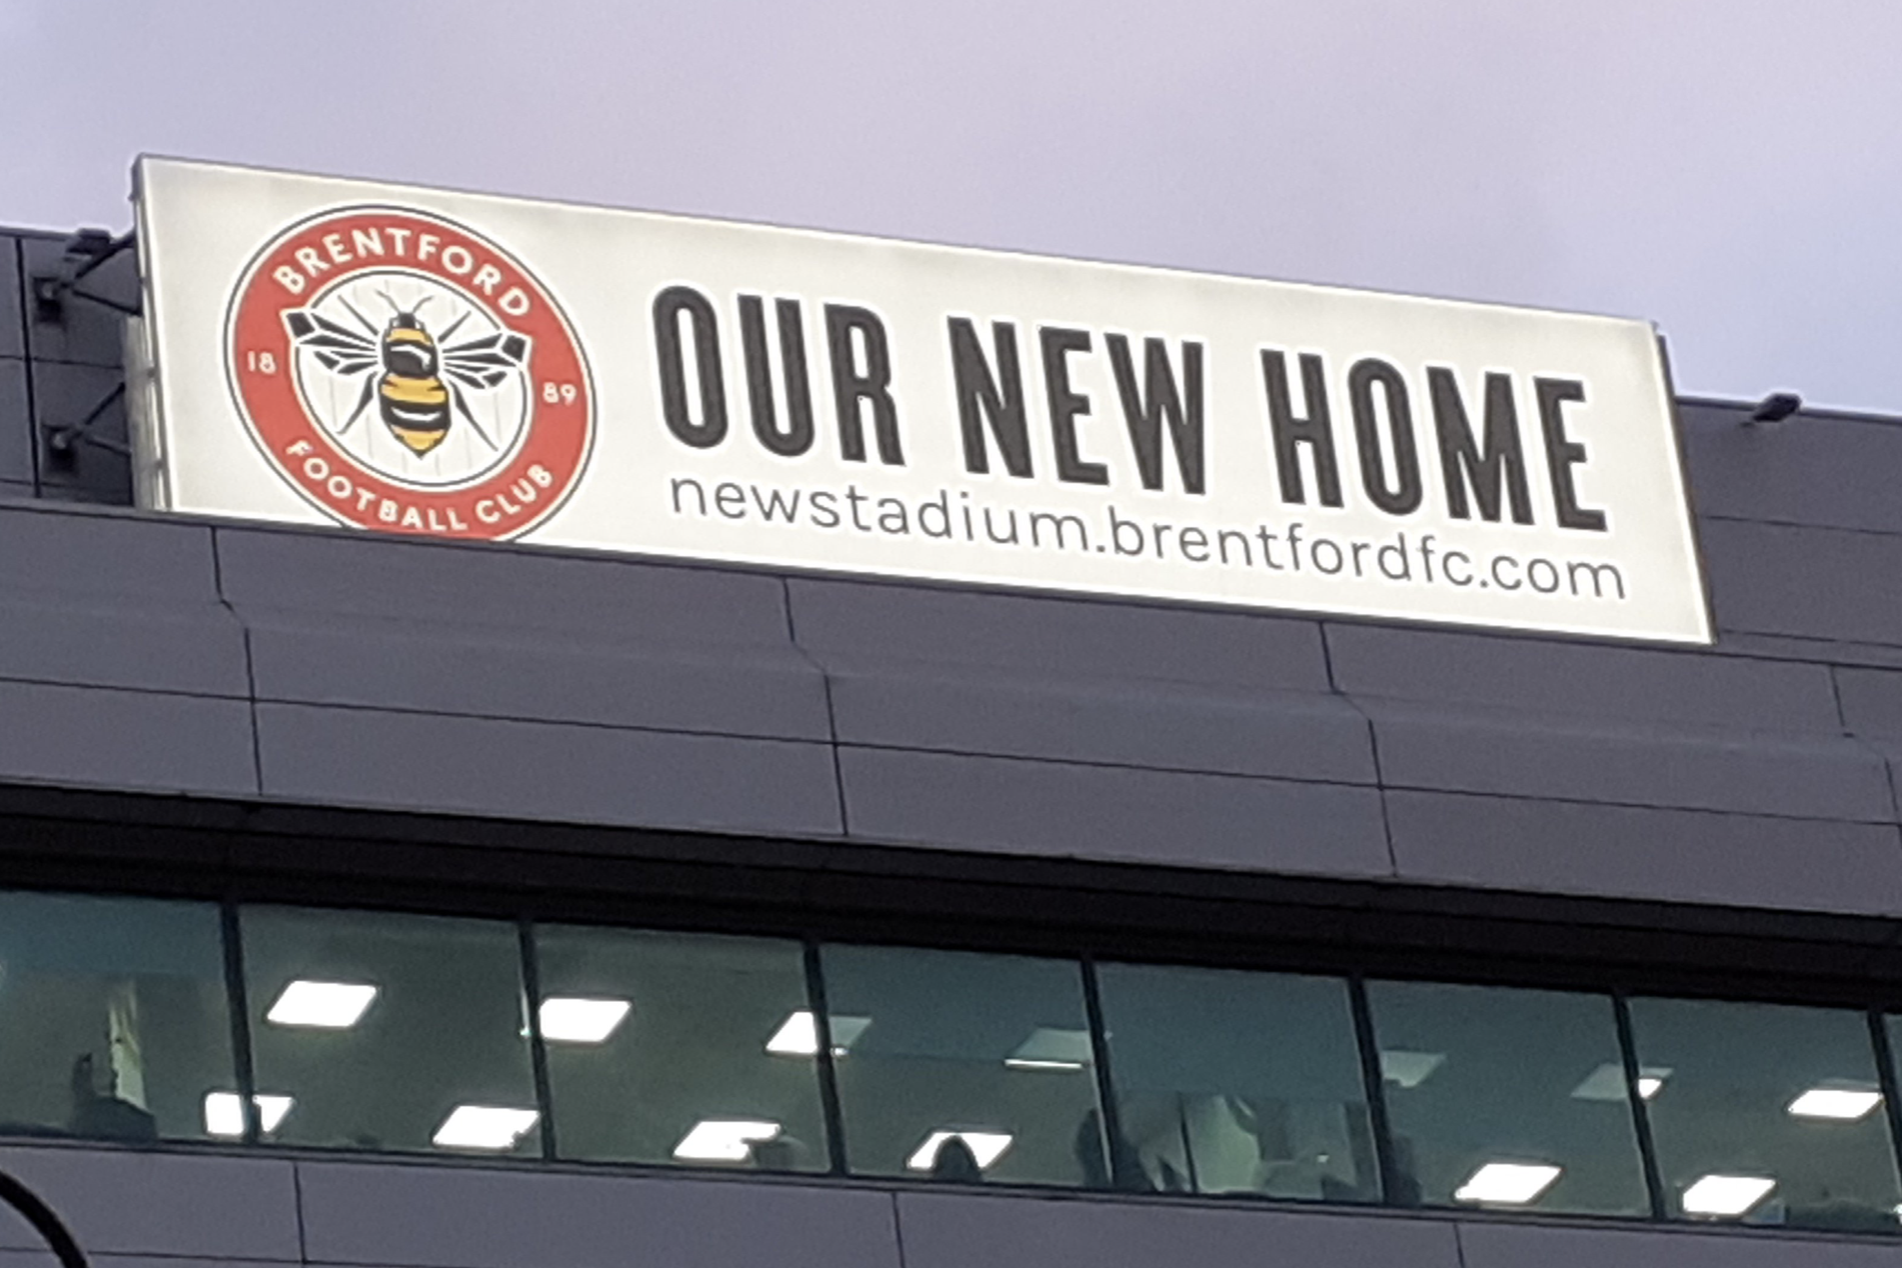 BRENTFORD
18 89
FOOTBALL CLUB
OUR NEW HOME
newstadium.brentfordfc.com